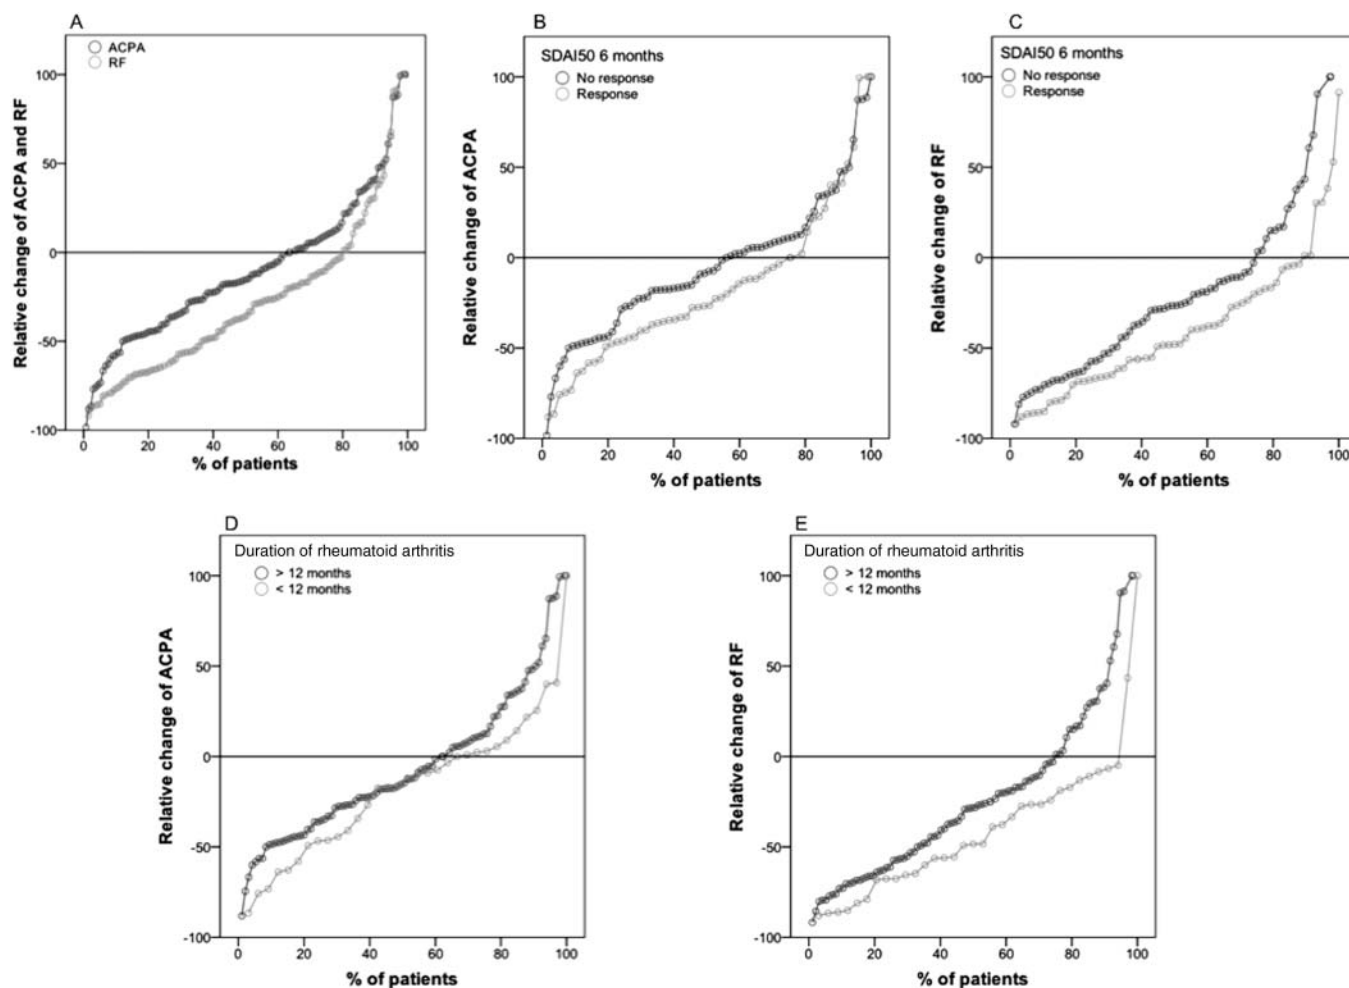 A
ACPA
RF
Relative change of ACPA and RF
100
50
0
-50
-100
0 20 40 60 80 100
% of patients
B
SDAI50 6 months
No response
Response
Relative change of ACPA
100
50
0
-50
-100
0 20 40 60 80 100
% of patients
C
SDAI50 6 months
No response
Response
Relative change of RF
100
50
0
-50
-100
0 20 40 60 80 100
% of patients
D
Duration of rheumatoid arthritis
> 12 months
< 12 months
Relative change of ACPA
100
50
0
-50
-100
0 20 40 60 80 100
% of patients
E
Duration of rheumatoid arthritis
> 12 months
< 12 months
Relative change of RF
100
50
0
-50
-100
0 20 40 60 80 100
% of patients